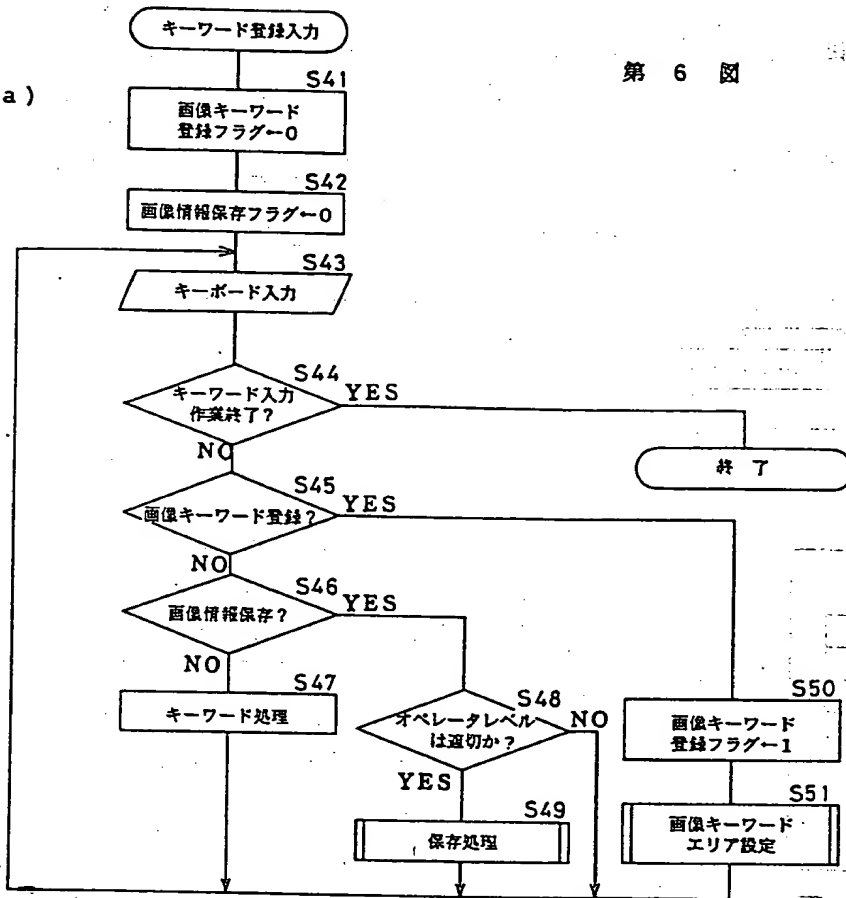 キーワード登録入力
第 6 図
a)
S41
画像キーワード
登録フラグ←0
S42
画像情報保存フラグ←0
S43
キーボード入力
S44
キーワード入力
作業終了?
YES
NO
終 了
S45
画像キーワード登録?
YES
NO
S46
画像情報保存?
YES
NO
S47
キーワード処理
S48
オペレータレベル
は適切か?
NO
YES
S49
保存処理
S50
画像キーワード
登録フラグ←1
S51
画像キーワード
エリア設定